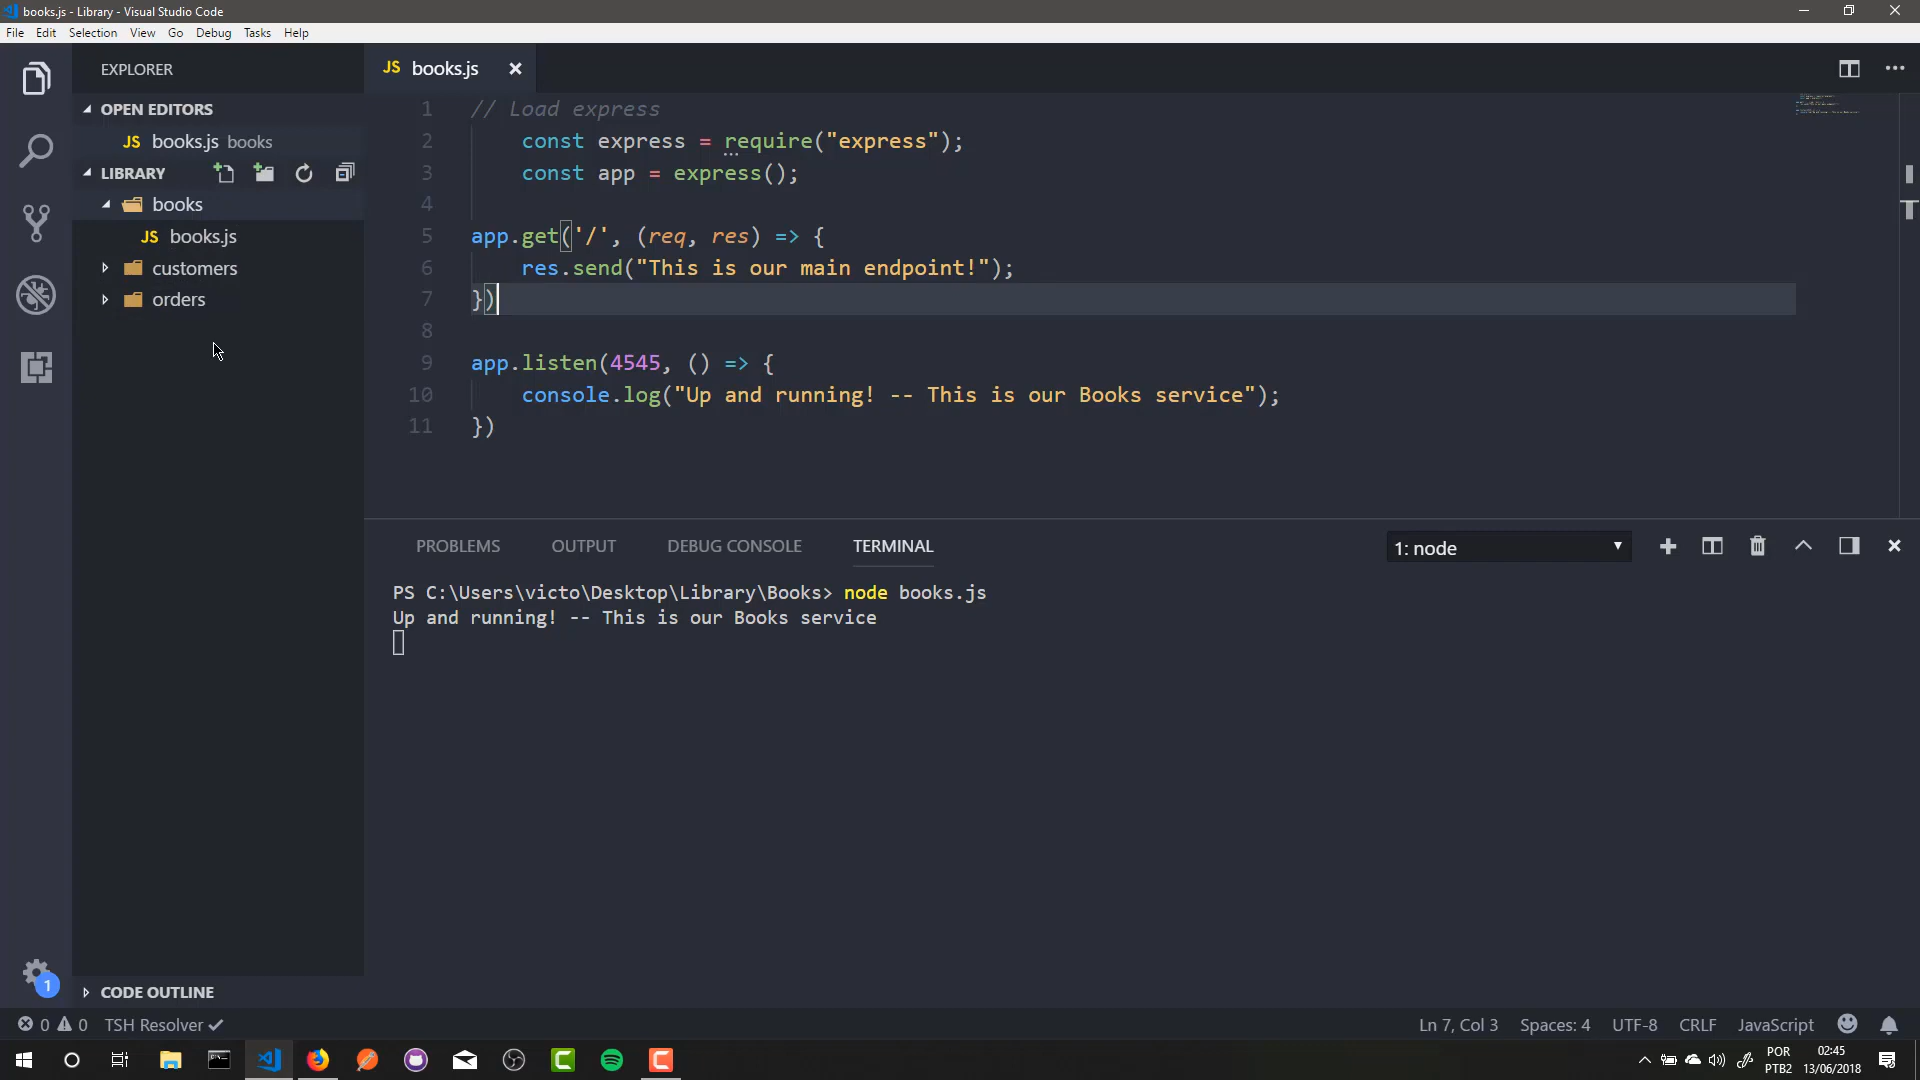 books.js - Library - Visual Studio Code
File Edit Selection View Go Debug Tasks Help
EXPLORER
OPEN EDITORS
JS books.js books
LIBRARY
books
JS books.js
customers
orders
CODE OUTLINE
JS books.js
1 // Load express
2 const express = require("express");
3 const app = express();
4
5 app.get('/', (req, res) => {
6 res.send("This is our main endpoint!");
7 })
8
9 app.listen(4545, () => {
10 console.log("Up and running! -- This is our Books service");
11 })
PROBLEMS OUTPUT DEBUG CONSOLE TERMINAL 1: node
PS C:\Users\victo\Desktop\Library\Books> node books.js
Up and running! -- This is our Books service
1
0 0 TSH Resolver Ln 7, Col 3 Spaces: 4 UTF-8 CRLF JavaScript
POR 02:45
PTB2 13/06/2018